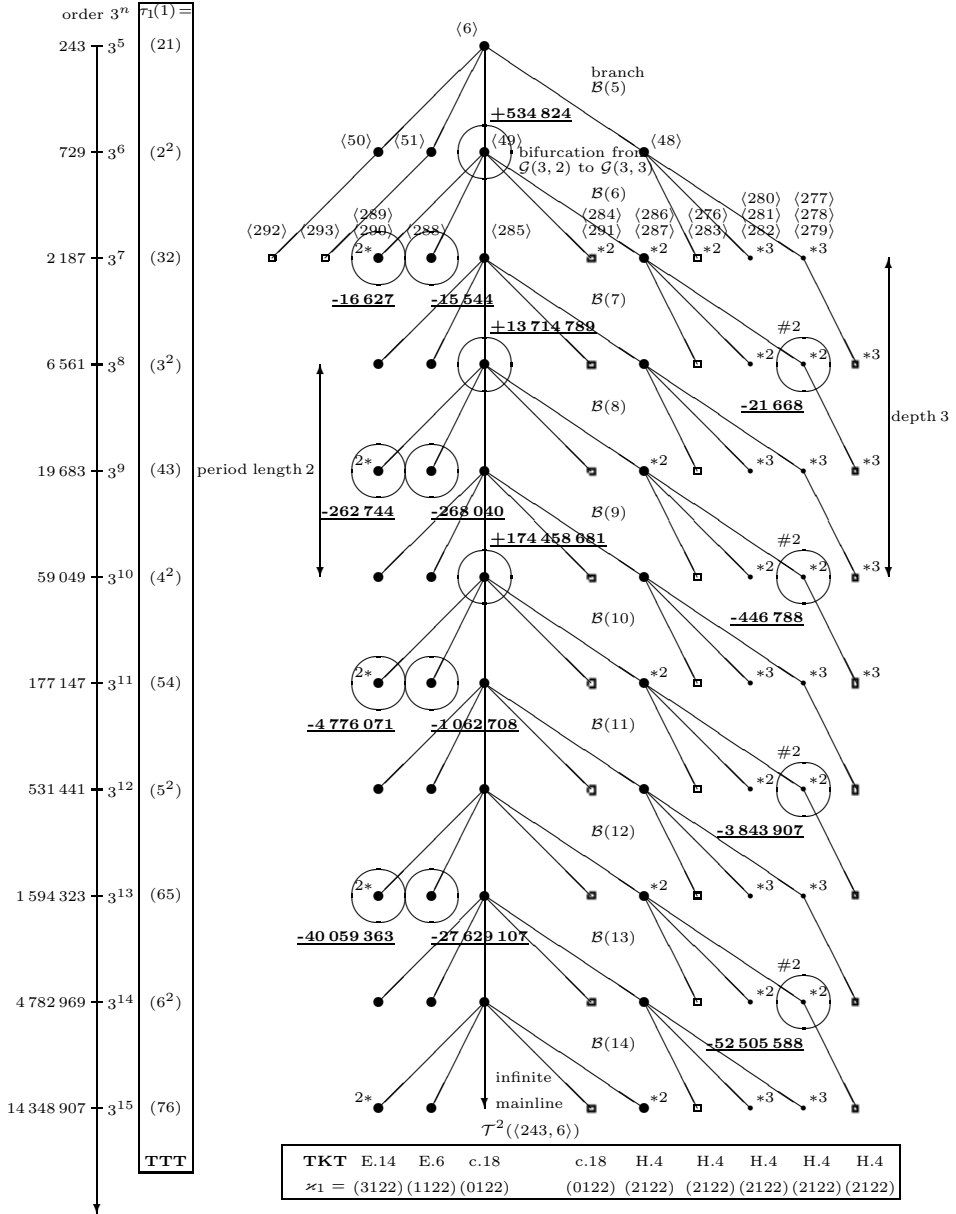 order 3^n τ₁(1) =
⟨6⟩
243 3^5 (21)
branch
B(5)
+534 824
⟨50⟩ ⟨51⟩ ⟨49⟩ ⟨48⟩
729 3^6 (2²)
bifurcation from
G(3, 2) to G(3, 3)
B(6)
⟨280⟩ ⟨277⟩
⟨289⟩ ⟨284⟩ ⟨286⟩ ⟨276⟩ ⟨281⟩ ⟨278⟩
⟨292⟩ ⟨293⟩ ⟨290⟩ ⟨288⟩ ⟨285⟩ ⟨291⟩ ⟨287⟩ ⟨283⟩ ⟨282⟩ ⟨279⟩
2* *2 *2 *2 *3 *3
2 187 3^7 (32)
-16 627 -15 544 B(7)
+13 714 789 #2
*2 *2 *3
6 561 3^8 (3²)
B(8) -21 668
depth 3
2* *2 *3 *3 *3
19 683 3^9 (43) period length 2
-262 744 -268 040 B(9)
+174 458 681 #2
*2 *2 *3
59 049 3^10 (4²)
B(10) -446 788
2* *2 *3 *3 *3
177 147 3^11 (54)
-4 776 071 -1 062 708 B(11)
#2
*2 *2
531 441 3^12 (5²)
B(12) -3 843 907
2* *2 *3 *3
1 594 323 3^13 (65)
-40 059 363 -27 629 107 B(13)
#2
*2 *2
4 782 969 3^14 (6²)
B(14) -52 505 588
infinite
mainline
2* *2 *3 *3
14 348 907 3^15 (76)
T²(⟨243, 6⟩)
TTT
TKT E.14 E.6 c.18 c.18 H.4 H.4 H.4 H.4 H.4
ϰ₁ = (3122) (1122) (0122) (0122) (2122) (2122) (2122) (2122) (2122)